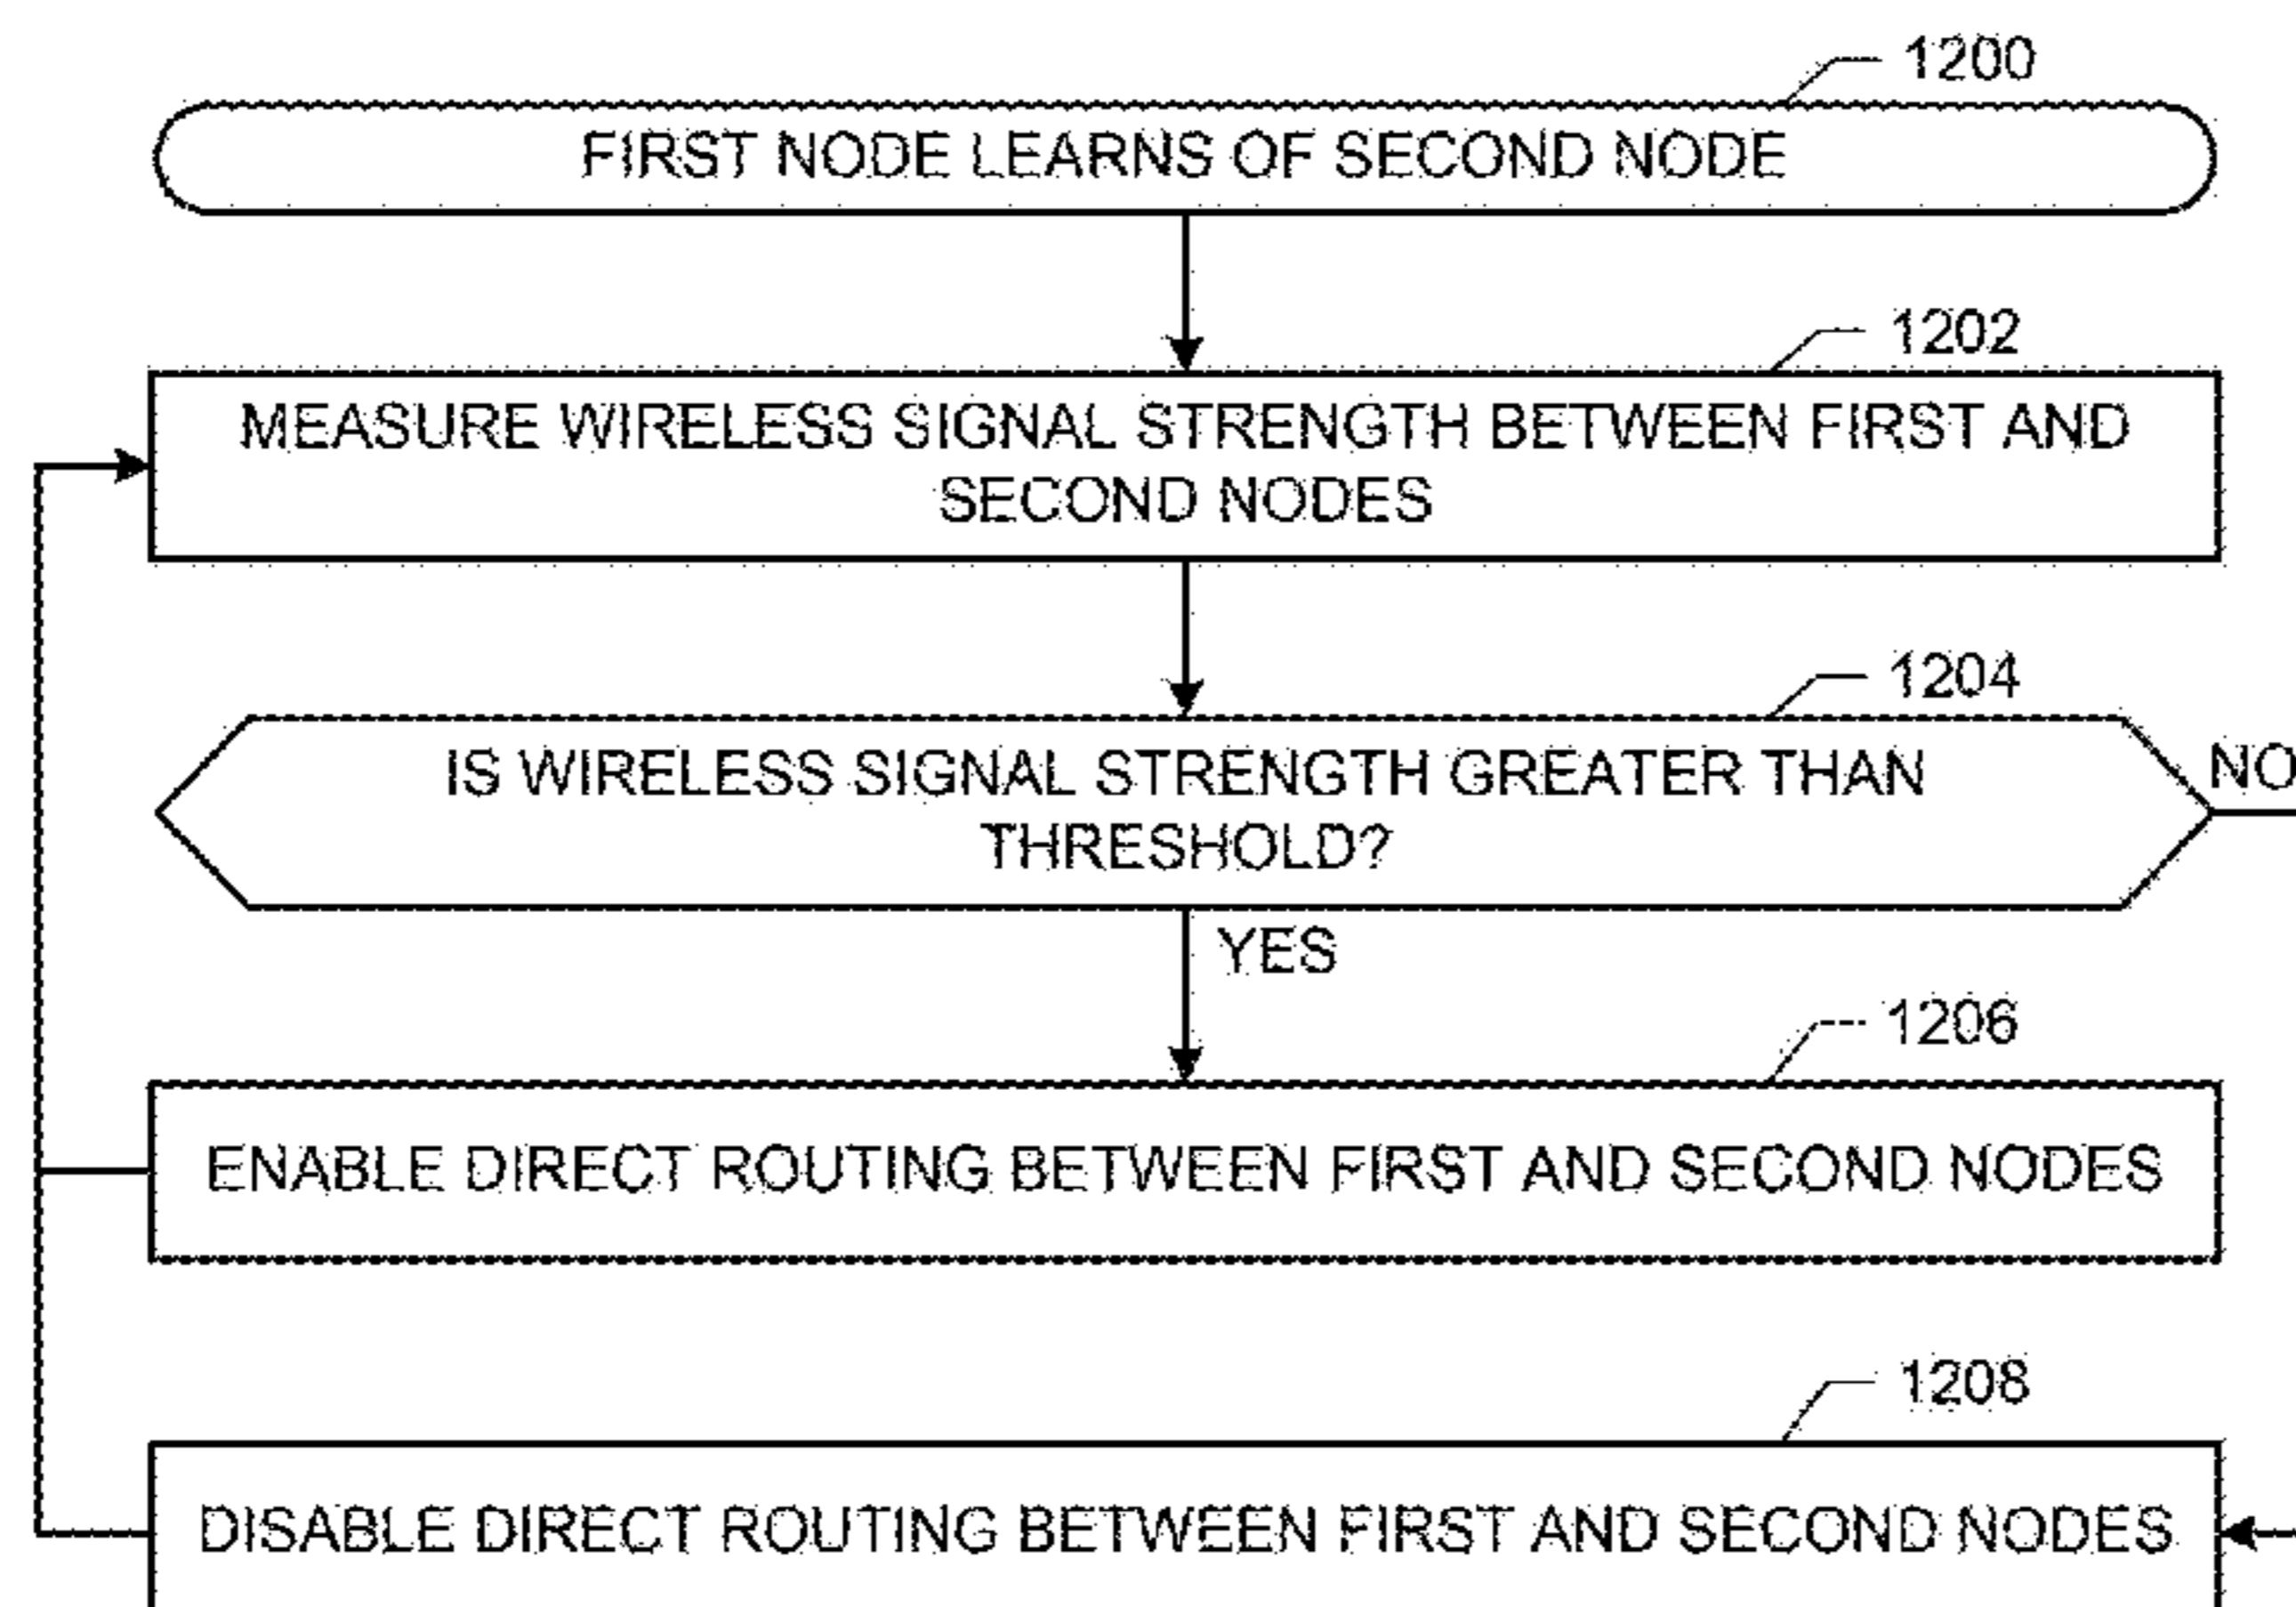 1200
FIRST NODE LEARNS OF SECOND NODE
1202
MEASURE WIRELESS SIGNAL STRENGTH BETWEEN FIRST AND
SECOND NODES
1204
IS WIRELESS SIGNAL STRENGTH GREATER THAN
THRESHOLD?
NO
YES
1206
ENABLE DIRECT ROUTING BETWEEN FIRST AND SECOND NODES
1208
DISABLE DIRECT ROUTING BETWEEN FIRST AND SECOND NODES